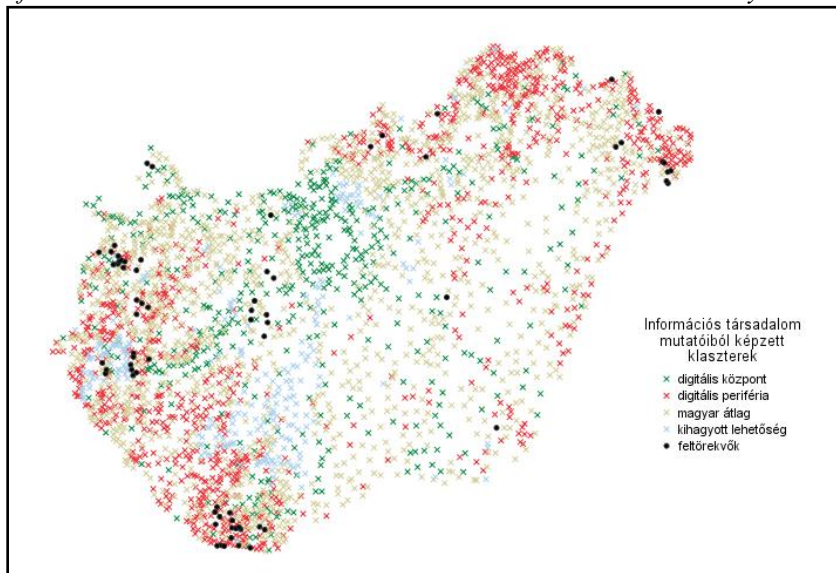 Információs társadalom
mutatóiból képzett
klaszterek
digitális központ
digitális periféria
magyar átlag
kihagyott lehetőség
feltörekvők